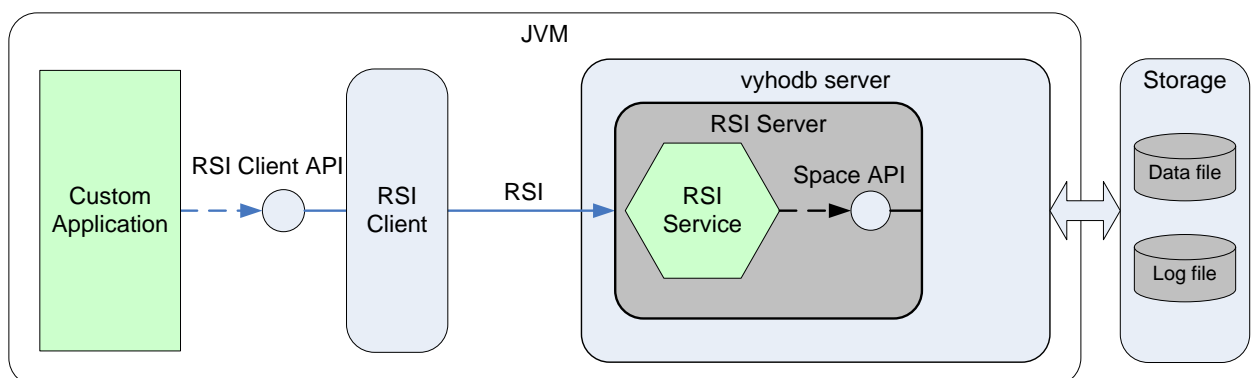 JVM
Custom
Application
RSI Client API
RSI
Client
RSI
vyhodb server
RSI Server
RSI
Service
Space API
Storage
Data file
Log file